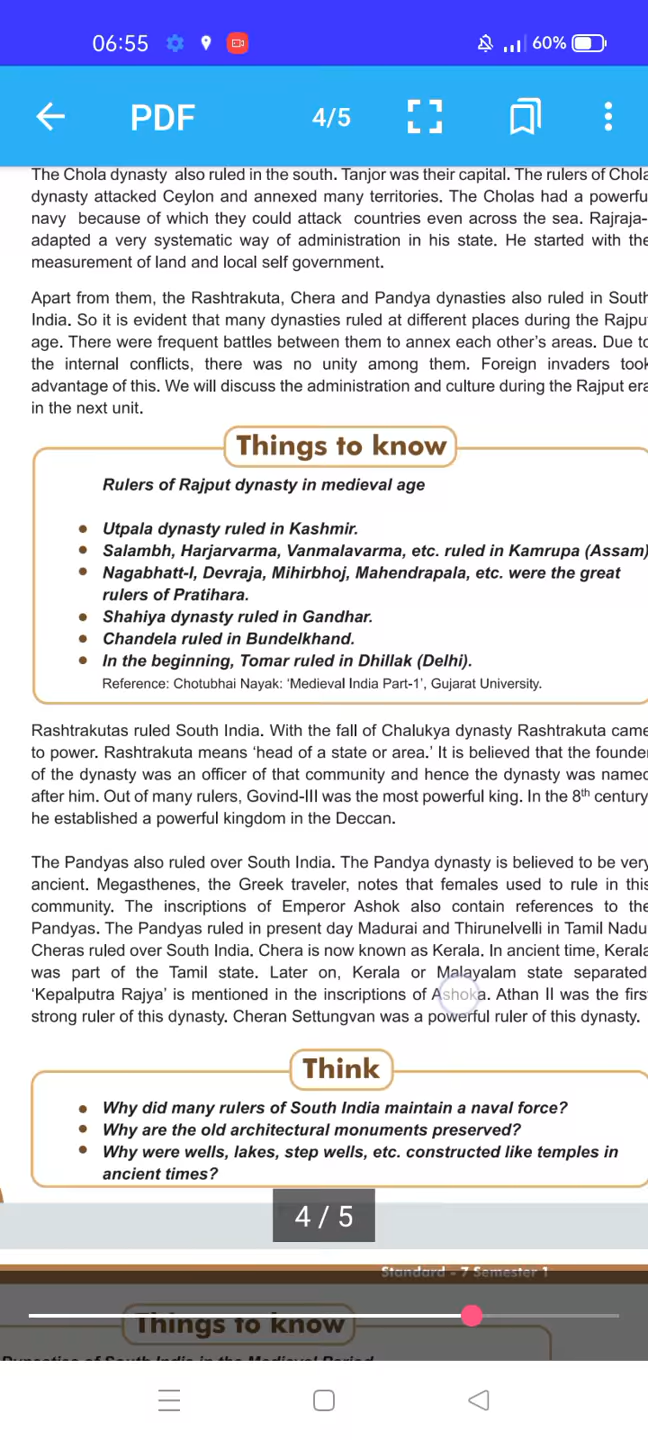 06:55
60%
PDF
4/5
The Chola dynasty also ruled in the south. Tanjor was their capital. The rulers of Chola
dynasty attacked Ceylon and annexed many territories. The Cholas had a powerfu
navy because of which they could attack countries even across the sea. Rajraja-
adapted a very systematic way of administration in his state. He started with the
measurement of land and local self government.
Apart from them, the Rashtrakuta, Chera and Pandya dynasties also ruled in South
India. So it is evident that many dynasties ruled at different places during the Rajpu
age. There were frequent battles between them to annex each other's areas. Due to
the internal conflicts, there was no unity among them. Foreign invaders took
advantage of this. We will discuss the administration and culture during the Rajput era
in the next unit.
Things to know
Rulers of Rajput dynasty in medieval age
• Utpala dynasty ruled in Kashmir.
• Salambh, Harjarvarma, Vanmalavarma, etc. ruled in Kamrupa (Assam)
• Nagabhatt-I, Devraja, Mihirbhoj, Mahendrapala, etc. were the great
rulers of Pratihara.
• Shahiya dynasty ruled in Gandhar.
• Chandela ruled in Bundelkhand.
• In the beginning, Tomar ruled in Dhillak (Delhi).
Reference: Chotubhai Nayak: 'Medieval India Part-1', Gujarat University.
Rashtrakutas ruled South India. With the fall of Chalukya dynasty Rashtrakuta came
to power. Rashtrakuta means 'head of a state or area.' It is believed that the founder
of the dynasty was an officer of that community and hence the dynasty was named
after him. Out of many rulers, Govind-III was the most powerful king. In the 8th century
he established a powerful kingdom in the Deccan.
The Pandyas also ruled over South India. The Pandya dynasty is believed to be very
ancient. Megasthenes, the Greek traveler, notes that females used to rule in this
community. The inscriptions of Emperor Ashok also contain references to the
Pandyas. The Pandyas ruled in present day Madurai and Thirunelvelli in Tamil Nadu
Cheras ruled over South India. Chera is now known as Kerala. In ancient time, Kerala
was part of the Tamil state. Later on, Kerala or Malayalam state separated
'Kepalputra Rajya' is mentioned in the inscriptions of Ashoka. Athan II was the firs
strong ruler of this dynasty. Cheran Settungvan was a powerful ruler of this dynasty.
Think
• Why did many rulers of South India maintain a naval force?
• Why are the old architectural monuments preserved?
• Why were wells, lakes, step wells, etc. constructed like temples in
ancient times?
4 / 5
Standard - 7 Semester 1
Things to know
Dynasties of South India in the Medieval Period